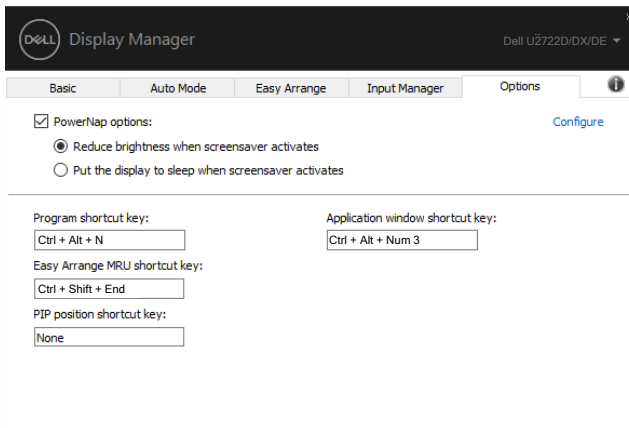 DELL Display Manager
Dell U2722D/DX/DE
Basic Auto Mode Easy Arrange Input Manager Options
PowerNap options: Configure
Reduce brightness when screensaver activates
Put the display to sleep when screensaver activates
Program shortcut key: Application window shortcut key:
Ctrl + Alt + N Ctrl + Alt + Num 3
Easy Arrange MRU shortcut key:
Ctrl + Shift + End
PIP position shortcut key:
None